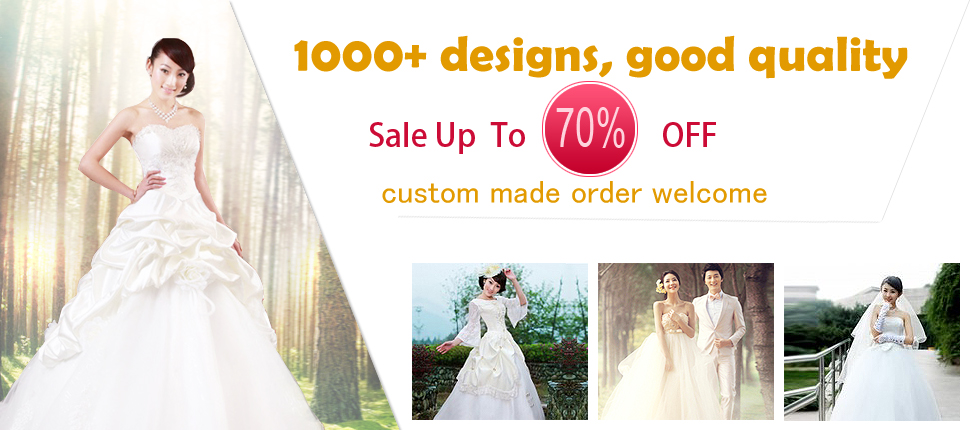 1000+ designs, good quality
Sale Up To 70% OFF
custom made order welcome